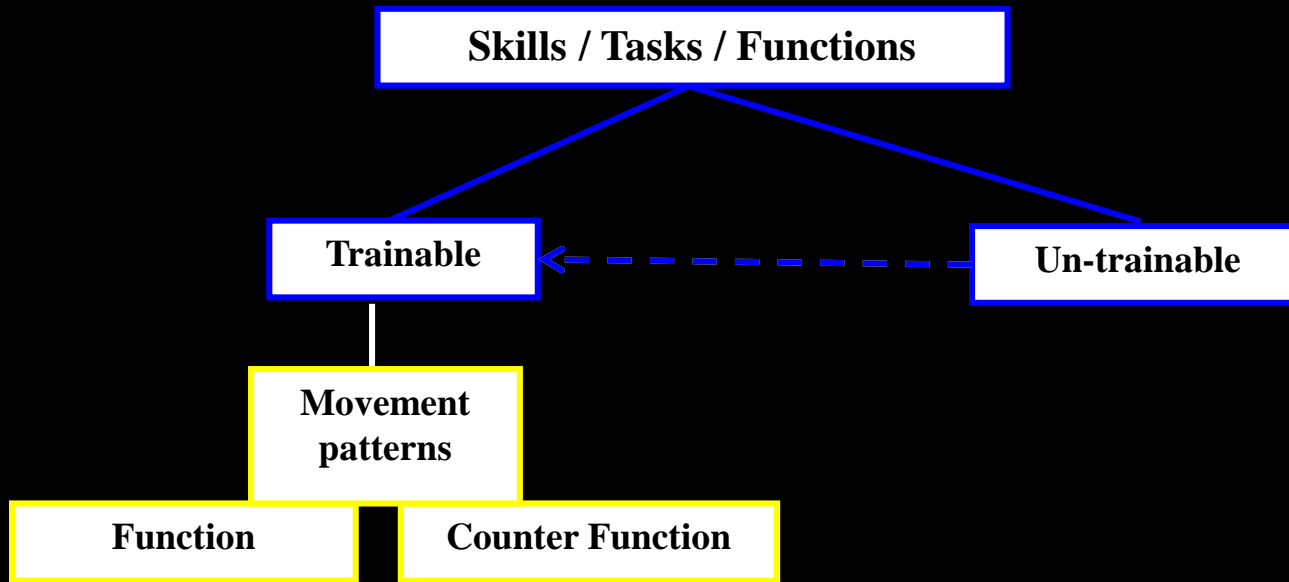 Skills / Tasks / Functions
Trainable
Un-trainable
Movement
patterns
Function
Counter Function